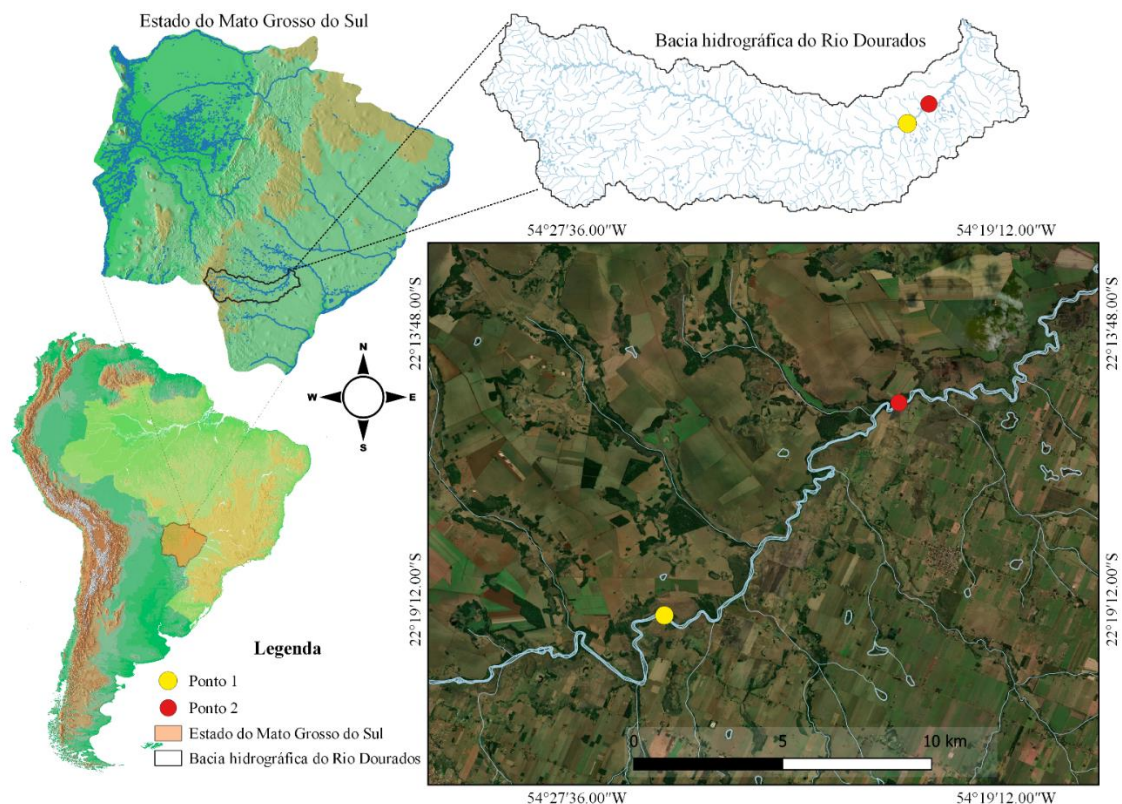 Estado do Mato Grosso do Sul
Bacia hidrográfica do Rio Dourados
54°27'36.00"W
54°19'12.00"W
22°13'48.00"S
22°13'48.00"S
N
W
E
S
22°19'12.00"S
22°19'12.00"S
Legenda
Ponto 1
Ponto 2
Estado do Mato Grosso do Sul
Bacia hidrográfica do Rio Dourados
0
5
10 km
54°27'36.00"W
54°19'12.00"W